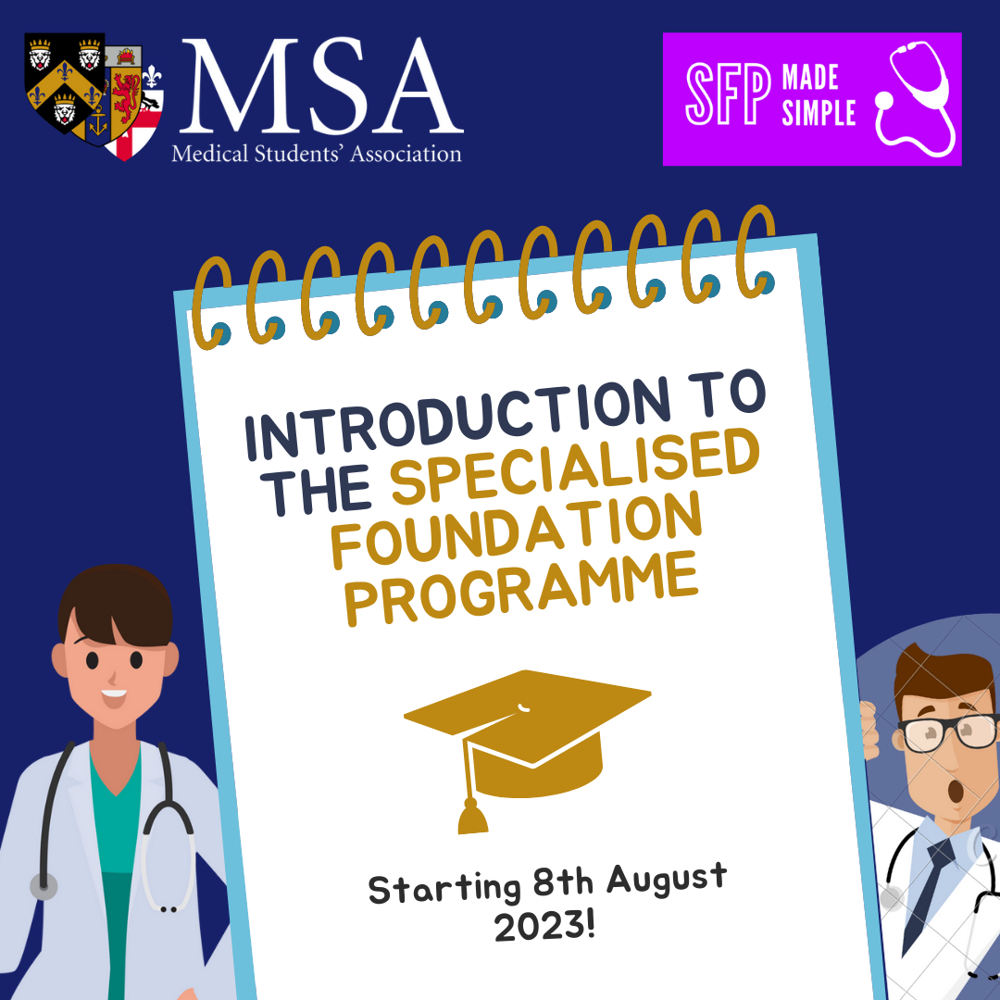 MSA
Medical Students' Association
SFP MADE
SIMPLE
INTRODUCTION TO
THE SPECIALISED
FOUNDATION
PROGRAMME
Starting 8th August
2023!